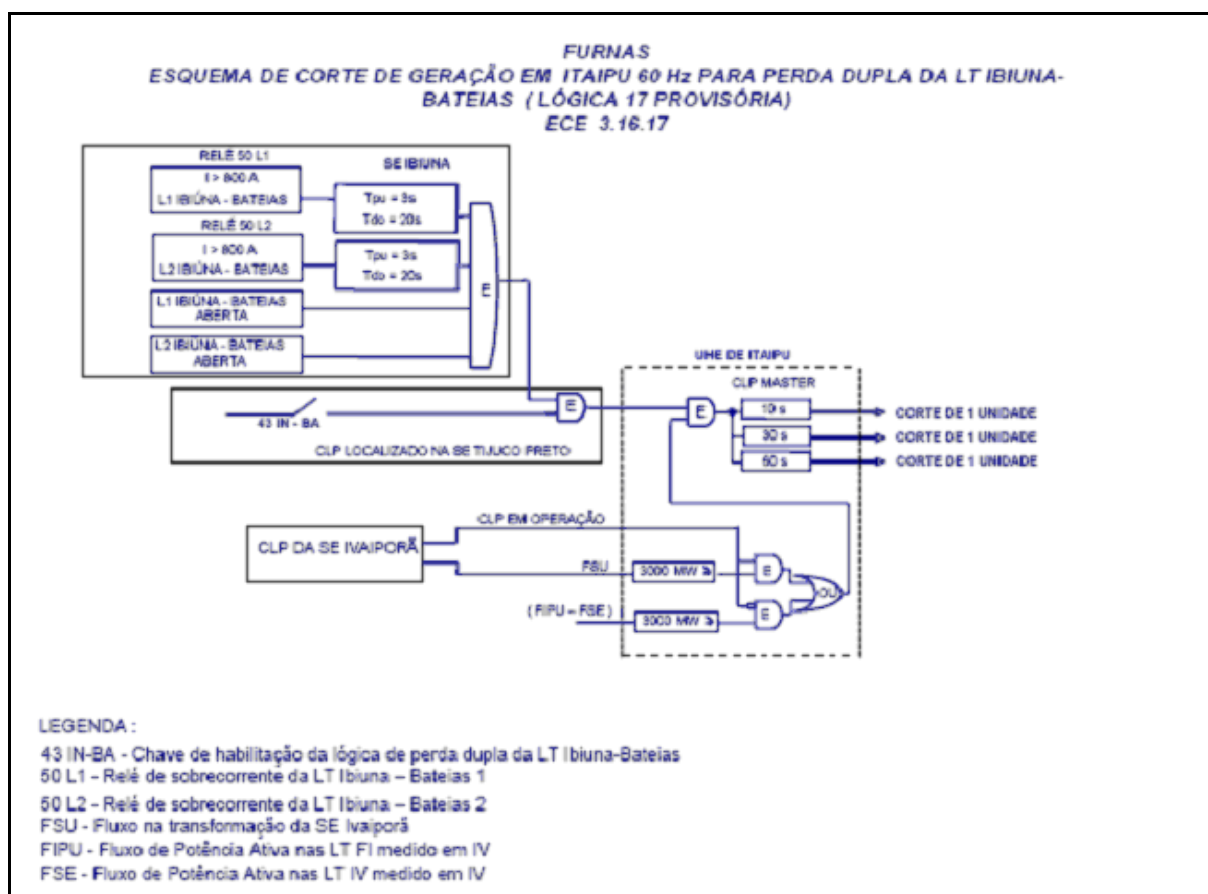 FURNAS
ESQUEMA DE CORTE DE GERAÇÃO EM ITAIPU 60 Hz PARA PERDA DUPLA DA LT IBIUNA-
BATEIAS ( LÓGICA 17 PROVISÓRIA)
ECE 3.16.17
RELÉ 50 L1
I > 800 A
L1 IBIÚNA - BATEIAS
SE IBIUNA
Tpu = 3s
Tdo = 20s
RELÉ 50 L2
I > 800 A
L2 IBIÚNA - BATEIAS
Tpu = 3s
Tdo = 20s
E
L1 IBIÚNA - BATEIAS
ABERTA
L2 IBIÚNA - BATEIAS
ABERTA
43 IN - BA
E
CLP LOCALIZADO NA SE TIJUCO PRETO
UHE DE ITAIPU
CLP MASTER
E
10 s
CORTE DE 1 UNIDADE
30 s
CORTE DE 1 UNIDADE
60 s
CORTE DE 1 UNIDADE
CLP DA SE IVAIPORÃ
CLP EM OPERAÇÃO
FSU
3000 MW >
E
OU
( FIPU – FSE )
3000 MW >
E
LEGENDA :
43 IN-BA - Chave de habilitação da lógica de perda dupla da LT Ibiuna-Bateias
50 L1 - Relé de sobrecorrente da LT Ibiuna – Bateias 1
50 L2 - Relé de sobrecorrente da LT Ibiuna – Bateias 2
FSU - Fluxo na transformação da SE Ivaiporã
FIPU - Fluxo de Potência Ativa nas LT FI medido em IV
FSE - Fluxo de Potência Ativa nas LT IV medido em IV